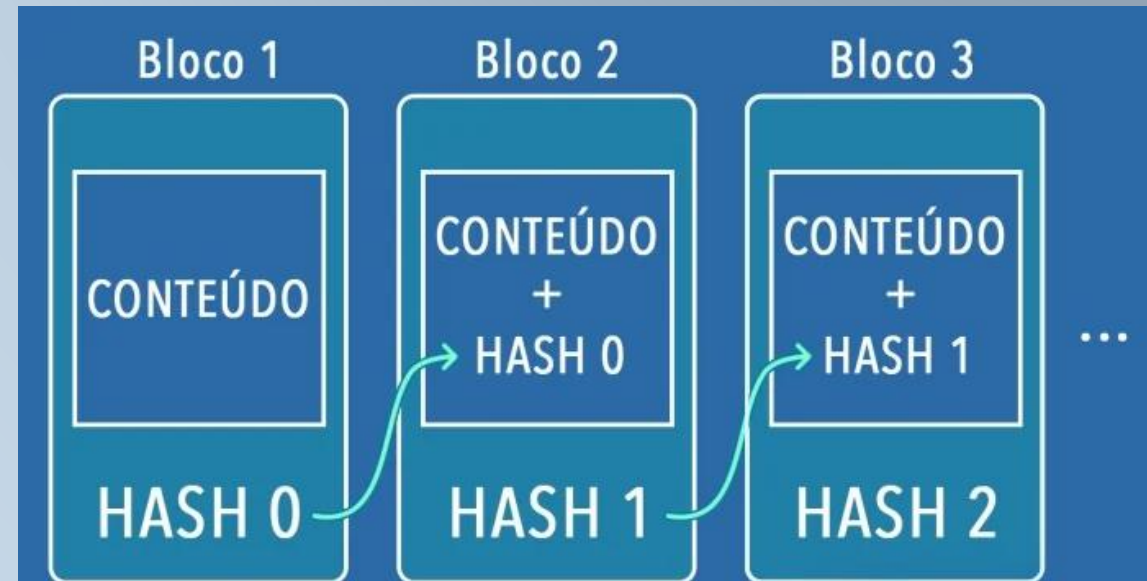 Bloco 1
CONTEÚDO
HASH 0
Bloco 2
CONTEÚDO
+
HASH 0
HASH 1
Bloco 3
CONTEÚDO
+
HASH 1
HASH 2
...